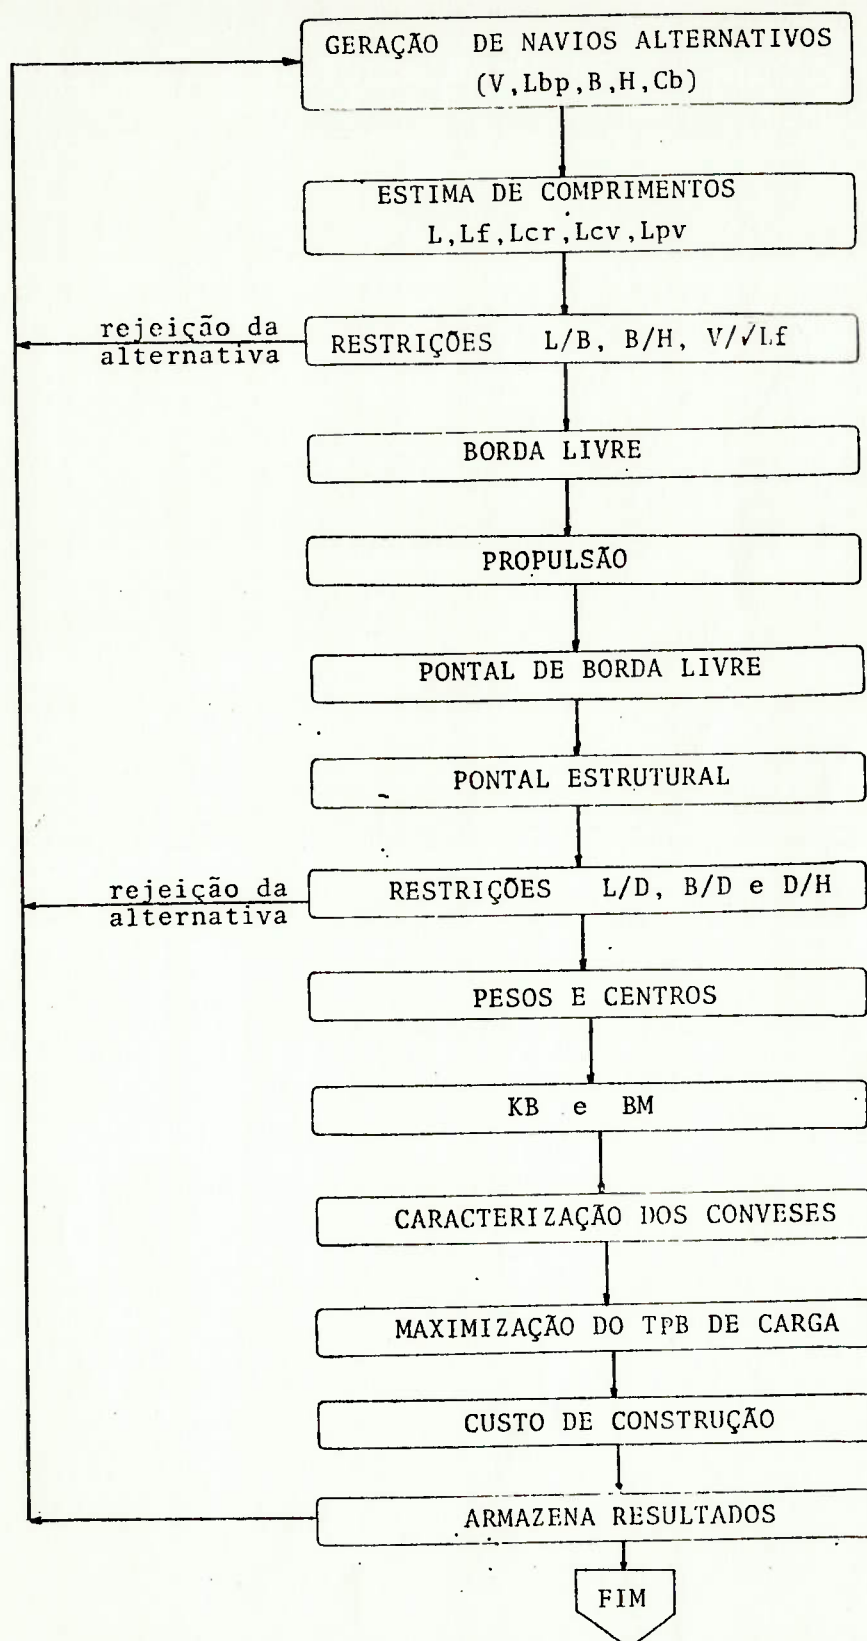 GERAÇÃO DE NAVIOS ALTERNATIVOS
(V,Lbp,B,H,Cb)
ESTIMA DE COMPRIMENTOS
L,Lf,Lcr,Lcv,Lpv
rejeição da
alternativa
RESTRIÇÕES L/B, B/H, V/√Lf
BORDA LIVRE
PROPULSÃO
PONTAL DE BORDA LIVRE
PONTAL ESTRUTURAL
rejeição da
alternativa
RESTRIÇÕES L/D, B/D e D/H
PESOS E CENTROS
KB e BM
CARACTERIZAÇÃO DOS CONVESES
MAXIMIZAÇÃO DO TPB DE CARGA
CUSTO DE CONSTRUÇÃO
ARMAZENA RESULTADOS
FIM